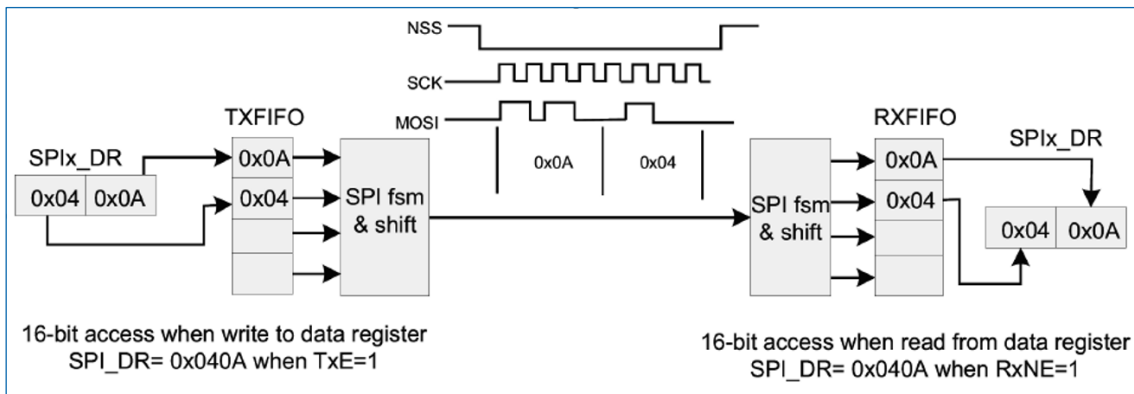 NSS
SCK
MOSI
TXFIFO
RXFIFO
SPIx_DR
0x0A
0x0A
0x04
0x0A
SPIx_DR
0x04 0x0A
0x04
SPI fsm
& shift
SPI fsm
& shift
0x04
0x04 0x0A
16-bit access when write to data register
SPI_DR= 0x040A when TxE=1
16-bit access when read from data register
SPI_DR= 0x040A when RxNE=1